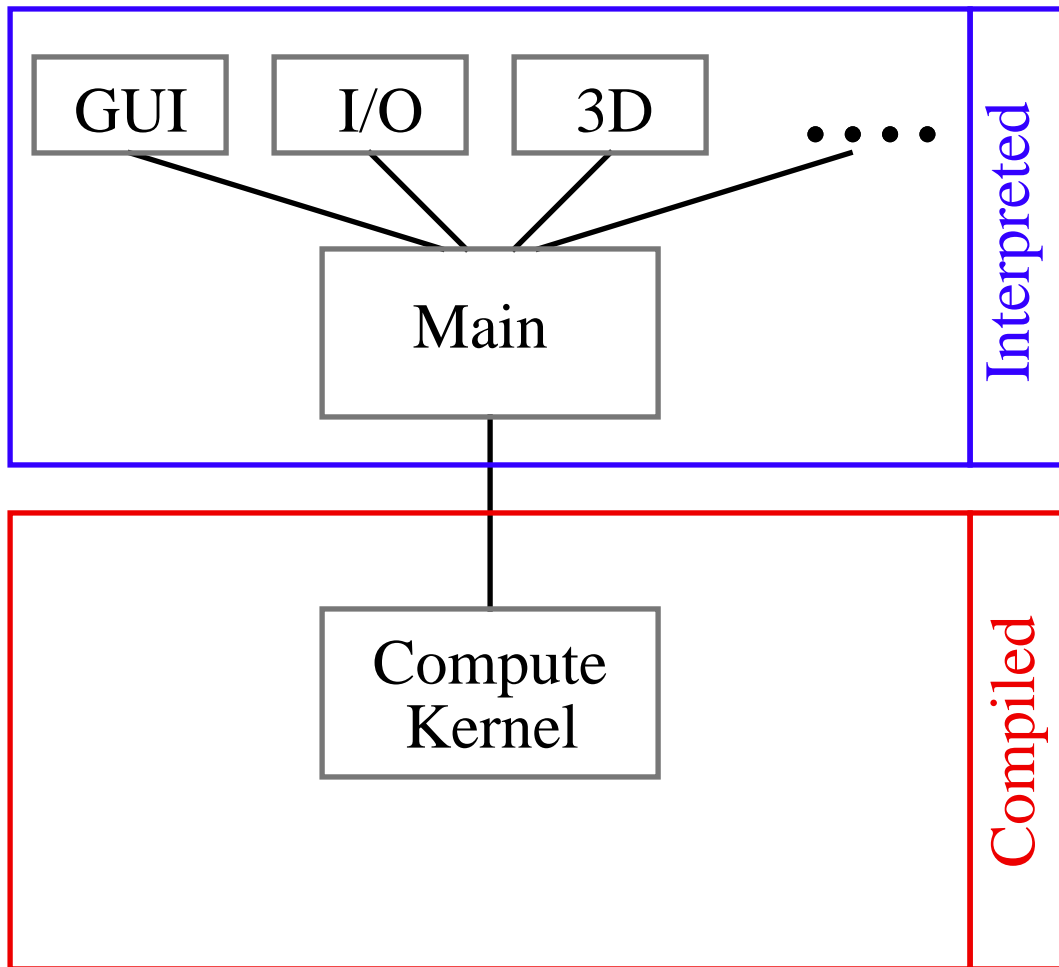 GUI
I/O
3D
....
Main
Interpreted
Compute
Kernel
Compiled